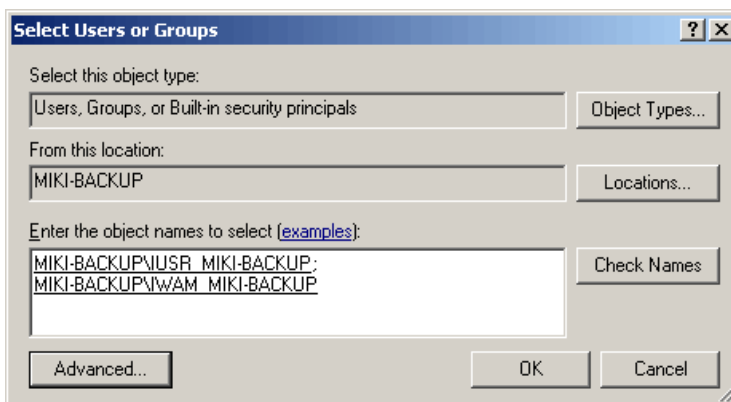 Select Users or Groups
Select this object type:
Users, Groups, or Built-in security principals
Object Types...
From this location:
MIKI-BACKUP
Locations...
Enter the object names to select (examples):
MIKI-BACKUP\IUSR_MIKI-BACKUP;
MIKI-BACKUP\IWAM_MIKI-BACKUP
Check Names
Advanced...
OK
Cancel